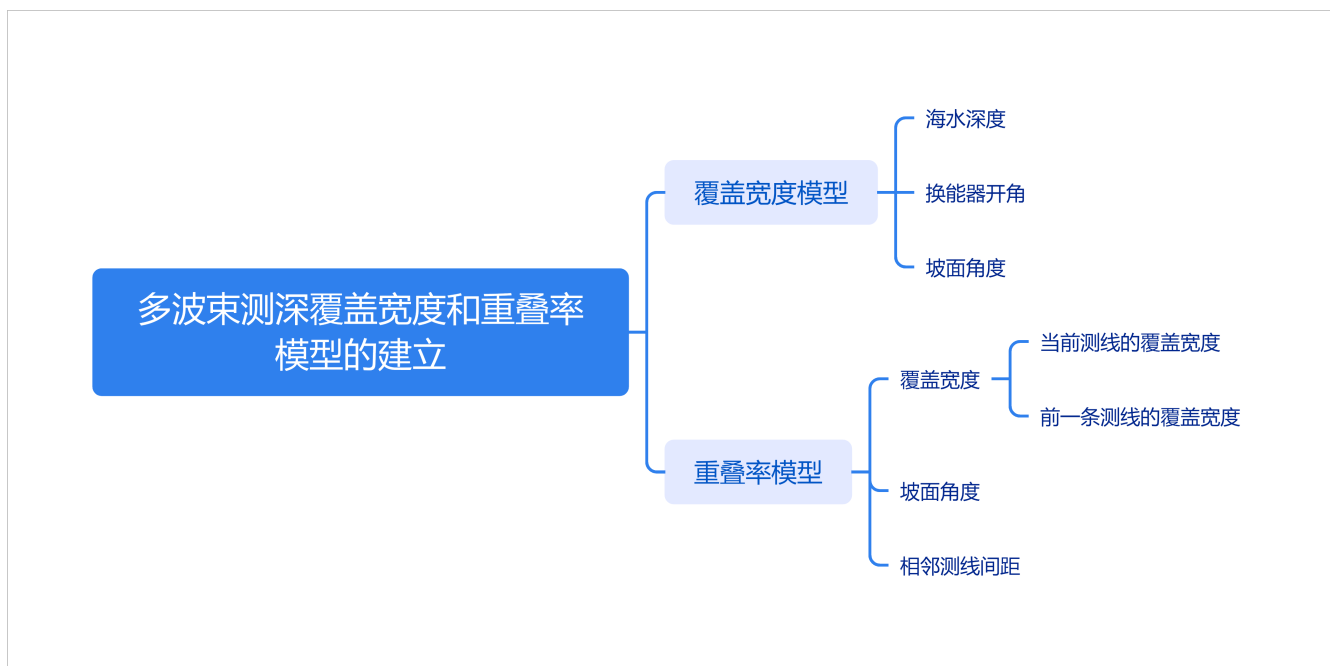 多波束测深覆盖宽度和重叠率
模型的建立
覆盖宽度模型
海水深度
换能器开角
坡面角度
重叠率模型
覆盖宽度
当前测线的覆盖宽度
前一条测线的覆盖宽度
坡面角度
相邻测线间距